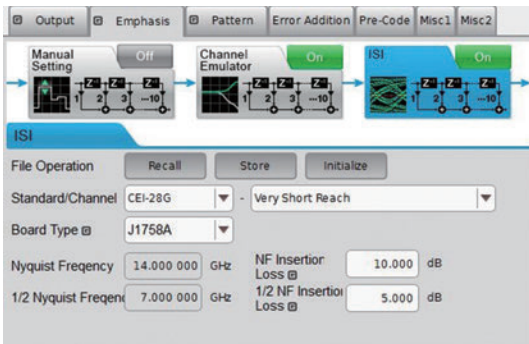 Output Emphasis Pattern Error Addition Pre-Code Misc1 Misc2
Manual Setting Off Channel Emulator On ISI On
Z Z Z Z Z Z Z Z Z
1 2 3 ...10 1 2 3 ...10 1 2 3 ...10
ISI
File Operation Recall Store Initialize
Standard/Channel CEI-28G - Very Short Reach
Board Type J1758A
Nyquist Freqency 14.000 000 GHz NF Insertion Loss 10.000 dB
1/2 Nyquist Freqenc 7.000 000 GHz 1/2 NF Insertion Loss 5.000 dB